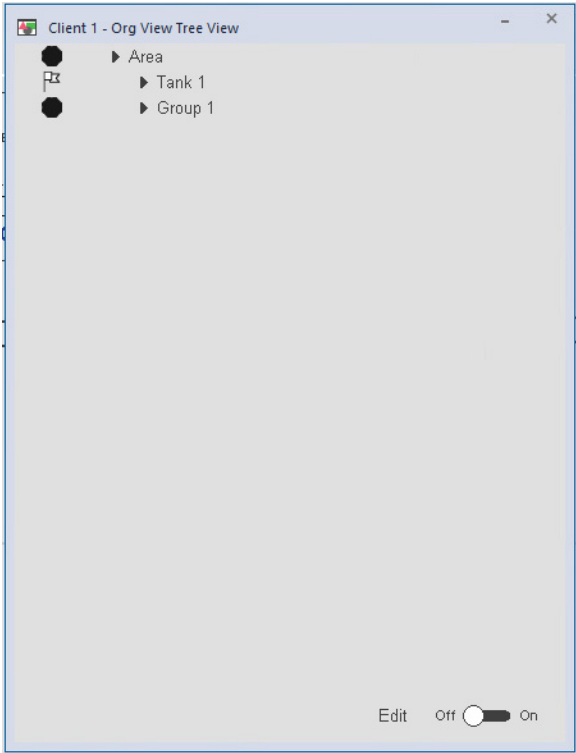 Client 1 - Org View Tree View
Area
Tank 1
Group 1
Edit Off On